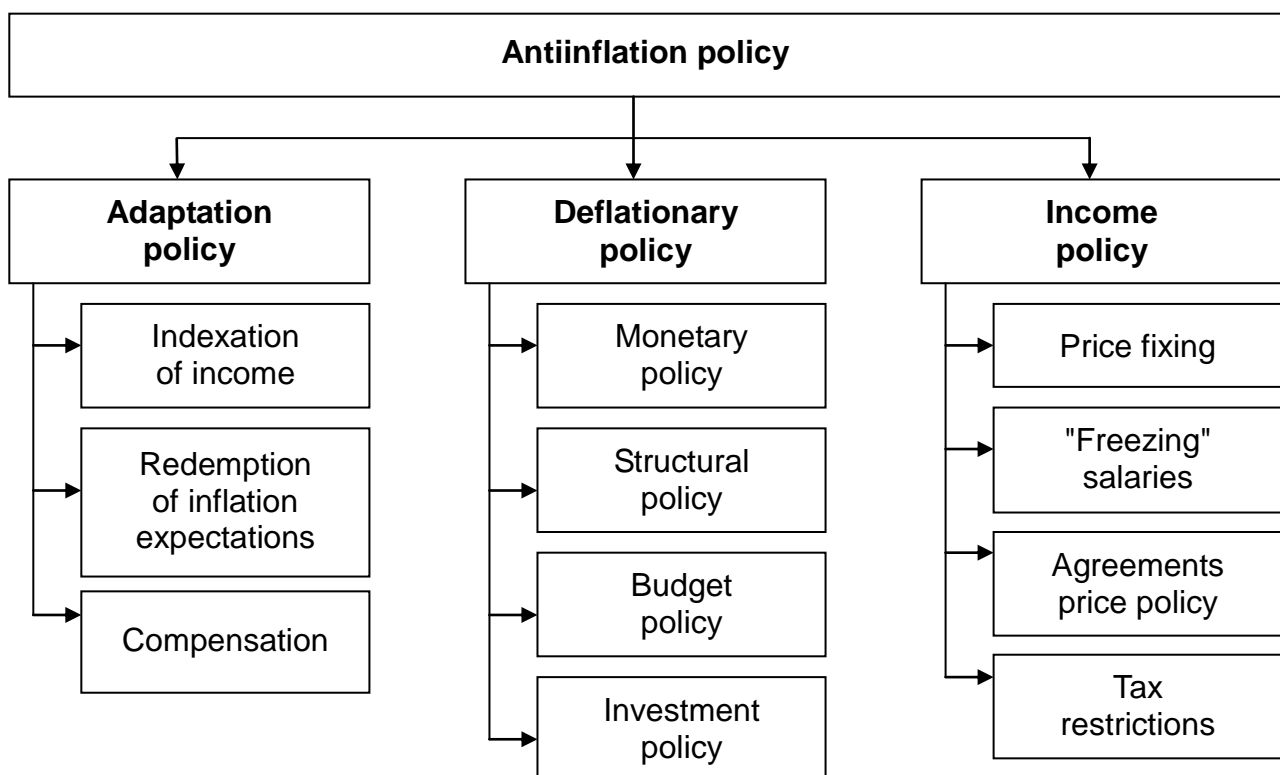 Antiinflation policy
Adaptation
policy
Indexation
of income
Redemption
of inflation
expectations
Compensation
Deflationary
policy
Monetary
policy
Structural
policy
Budget
policy
Investment
policy
Income
policy
Price fixing
"Freezing"
salaries
Agreements
price policy
Tax
restrictions